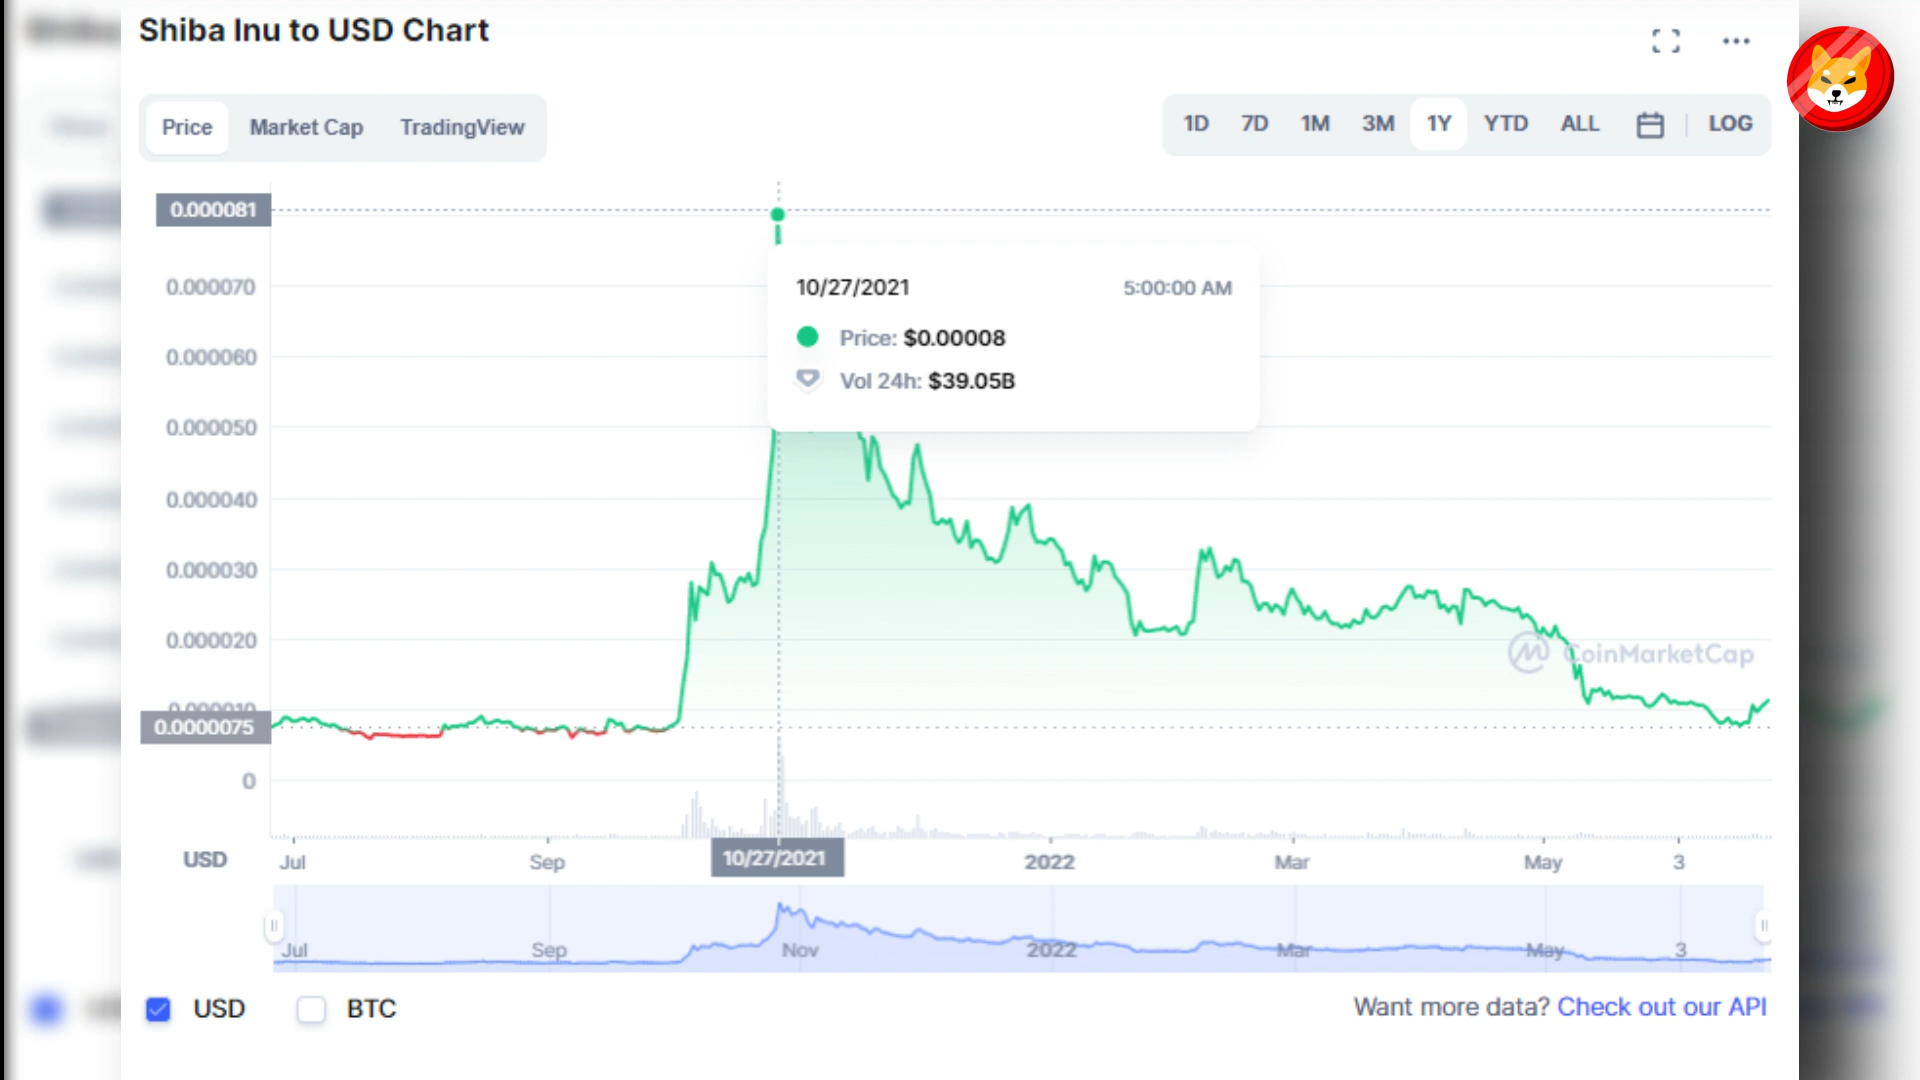 Shiba Inu to USD Chart
Price Market Cap TradingView
1D 7D 1M 3M 1Y YTD ALL LOG
0.000081
10/27/2021 5:00:00 AM
0.000070
Price: $0.00008
0.000060
Vol 24h: $39.05B
0.000050
0.000040
0.000030
0.000020
CoinMarketCap
0.000010
0.0000075
0
USD Jul Sep 10/27/2021 2022 Mar May 3
Jul Sep Nov 2022 Mar May 3
USD BTC
Want more data? Check out our API